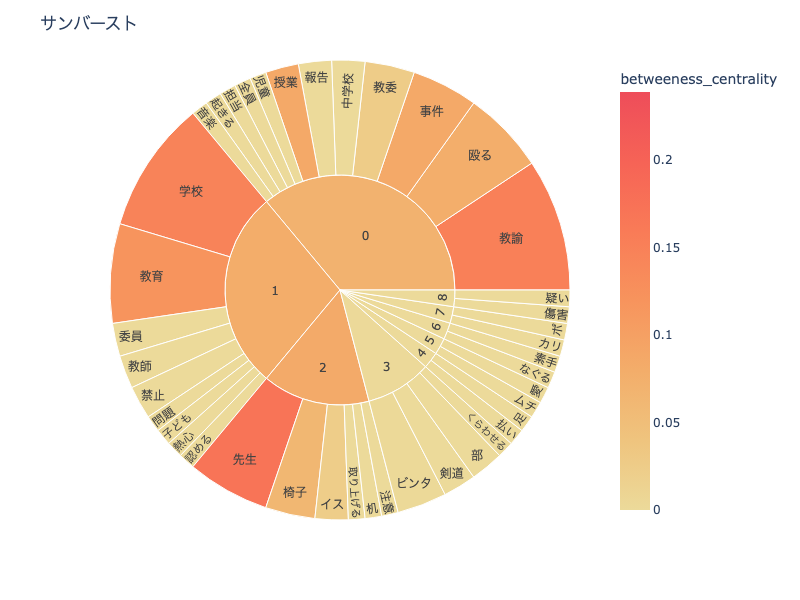 サンバースト
betweeness_centrality
0.2
0.15
0.1
0.05
0
0
教諭
殴る
事件
教委
中学校
報告
授業
児童
全員
担当
起きる
音楽
1
学校
教育
委員
教師
禁止
問題
子ども
熱心
認める
2
先生
椅子
イス
取り上げる
机
注意
3
ビンタ
剣道
部
4
くらわせる
払い
5
足
ムチ
6
愛
なぐる
7
素手
カリ
ボ
傷害
8
疑い